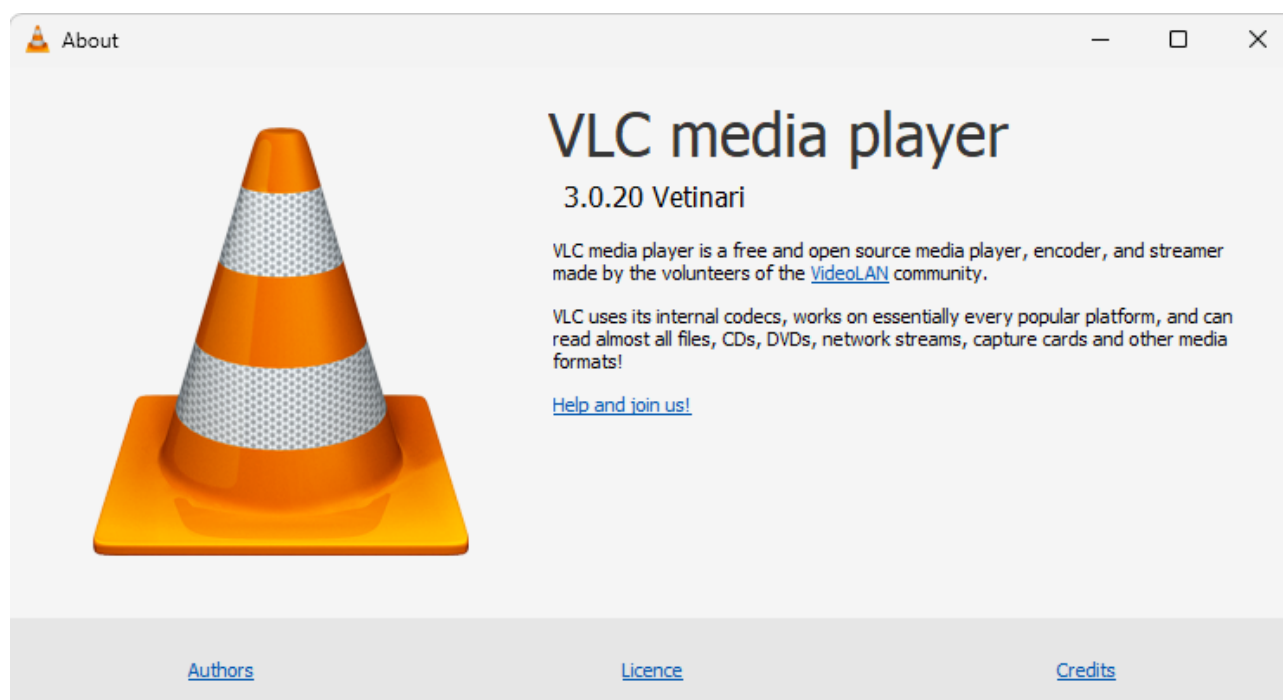 About
VLC media player
3.0.20 Vetinari
VLC media player is a free and open source media player, encoder, and streamer
made by the volunteers of the VideoLAN community.
VLC uses its internal codecs, works on essentially every popular platform, and can
read almost all files, CDs, DVDs, network streams, capture cards and other media
formats!
Help and join us!
Authors
Licence
Credits